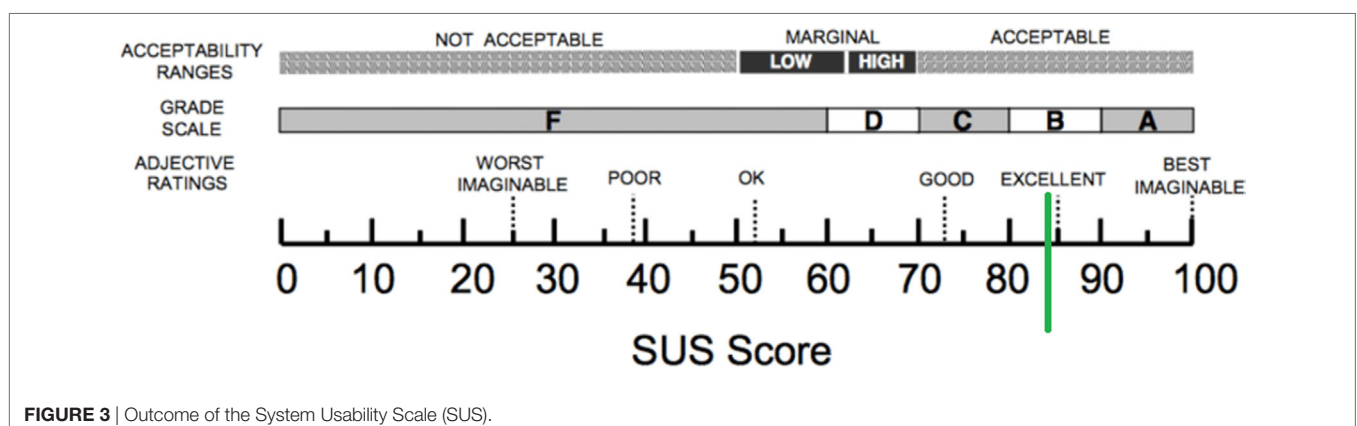 NOT ACCEPTABLE
MARGINAL
ACCEPTABLE
ACCEPTABILITY
RANGES
LOW
HIGH
GRADE
SCALE
F
D
C
B
A
ADJECTIVE
RATINGS
WORST
IMAGINABLE
POOR
OK
GOOD
EXCELLENT
BEST
IMAGINABLE
0 10 20 30 40 50 60 70 80 90 100
SUS Score
FIGURE 3 | Outcome of the System Usability Scale (SUS).